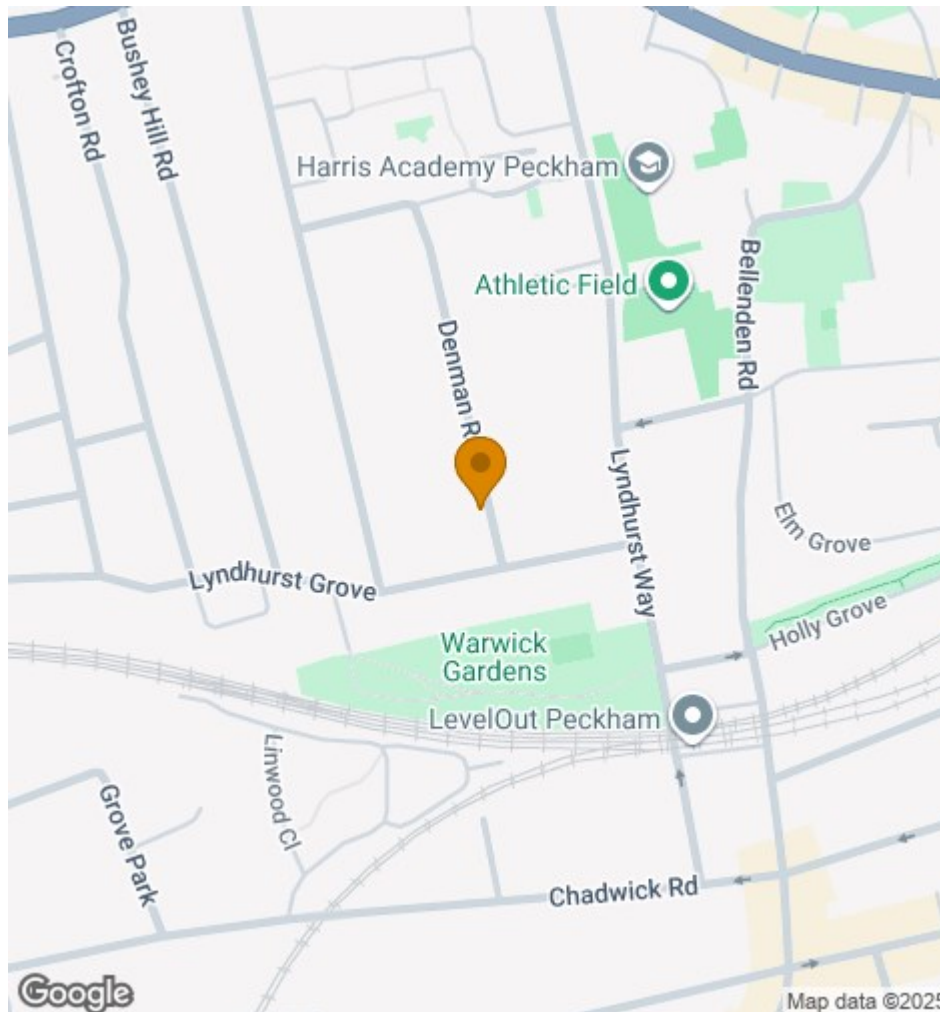 Crofton Rd
Bushey Hill Rd
Harris Academy Peckham
Athletic Field
Bellenden Rd
Denman R
Lyndhurst Way
Elm Grove
Lyndhurst Grove
Holly Grove
Warwick
Gardens
LevelOut Peckham
Linwood Cl
Grove Park
Chadwick Rd
Google
Map data ©2025